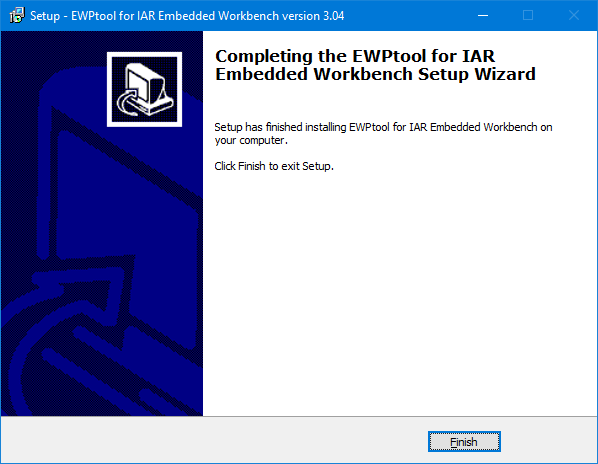 Setup - EWPtool for IAR Embedded Workbench version 3.04
Completing the EWPtool for IAR
Embedded Workbench Setup Wizard
Setup has finished installing EWPtool for IAR Embedded Workbench on
your computer.
Click Finish to exit Setup.
Finish